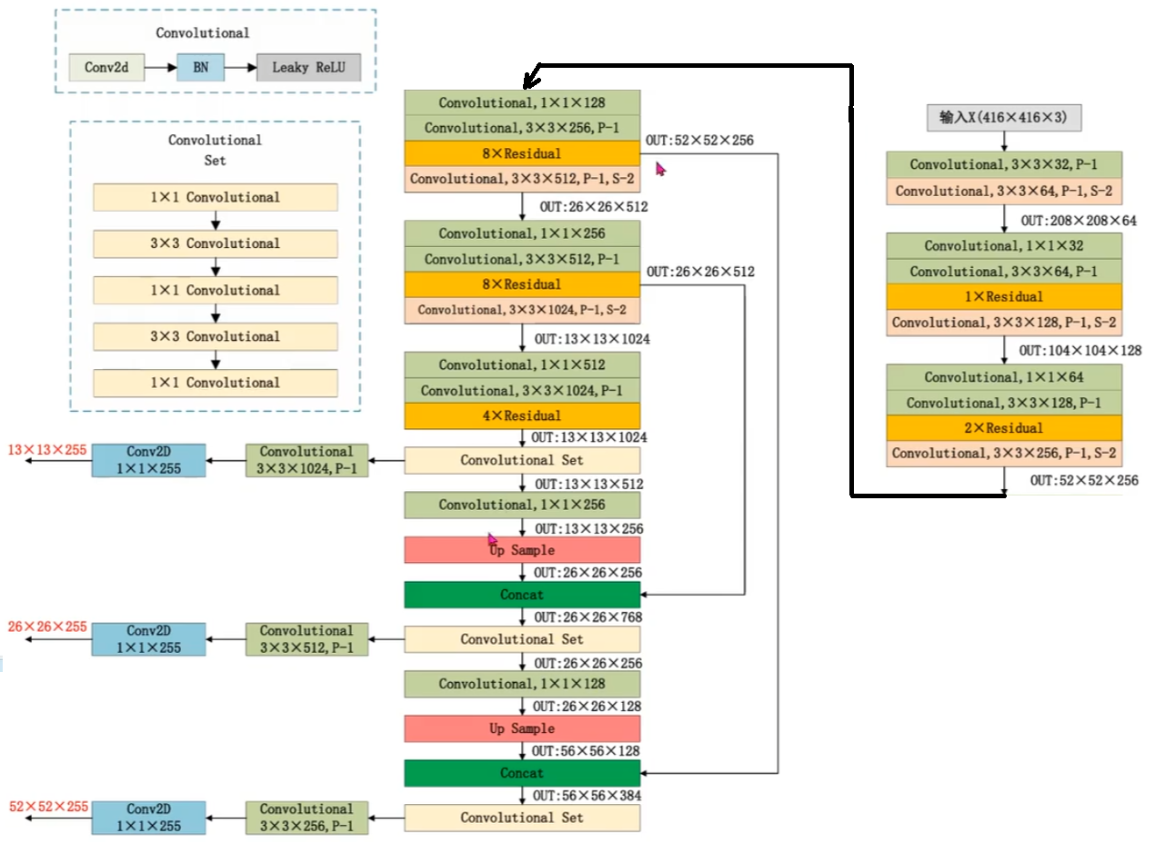 Convolutional
Conv2d
BN
Leaky ReLU
Convolutional
Set
1×1 Convolutional
3×3 Convolutional
1×1 Convolutional
3×3 Convolutional
1×1 Convolutional
输入X(416×416×3)
Convolutional, 3×3×32, P-1
Convolutional, 3×3×64, P-1, S-2
OUT:208×208×64
Convolutional, 1×1×32
Convolutional, 3×3×64, P-1
1×Residual
Convolutional, 3×3×128, P-1, S-2
OUT:104×104×128
Convolutional, 1×1×64
Convolutional, 3×3×128, P-1
2×Residual
Convolutional, 3×3×256, P-1, S-2
OUT:52×52×256
Convolutional, 1×1×128
Convolutional, 3×3×256, P-1
8×Residual
OUT:52×52×256
Convolutional, 3×3×512, P-1, S-2
OUT:26×26×512
Convolutional, 1×1×256
Convolutional, 3×3×512, P-1
8×Residual
OUT:26×26×512
Convolutional, 3×3×1024, P-1, S-2
OUT:13×13×1024
Convolutional, 1×1×512
Convolutional, 3×3×1024, P-1
4×Residual
OUT:13×13×1024
Convolutional Set
Convolutional
3×3×1024, P-1
Conv2D
1×1×255
13×13×255
OUT:13×13×512
Convolutional, 1×1×256
OUT:13×13×256
Up Sample
OUT:26×26×256
Concat
OUT:26×26×768
Convolutional Set
Convolutional
3×3×512, P-1
Conv2D
1×1×255
26×26×255
OUT:26×26×256
Convolutional, 1×1×128
OUT:26×26×128
Up Sample
OUT:56×56×128
Concat
OUT:56×56×384
Convolutional Set
Convolutional
3×3×256, P-1
Conv2D
1×1×255
52×52×255